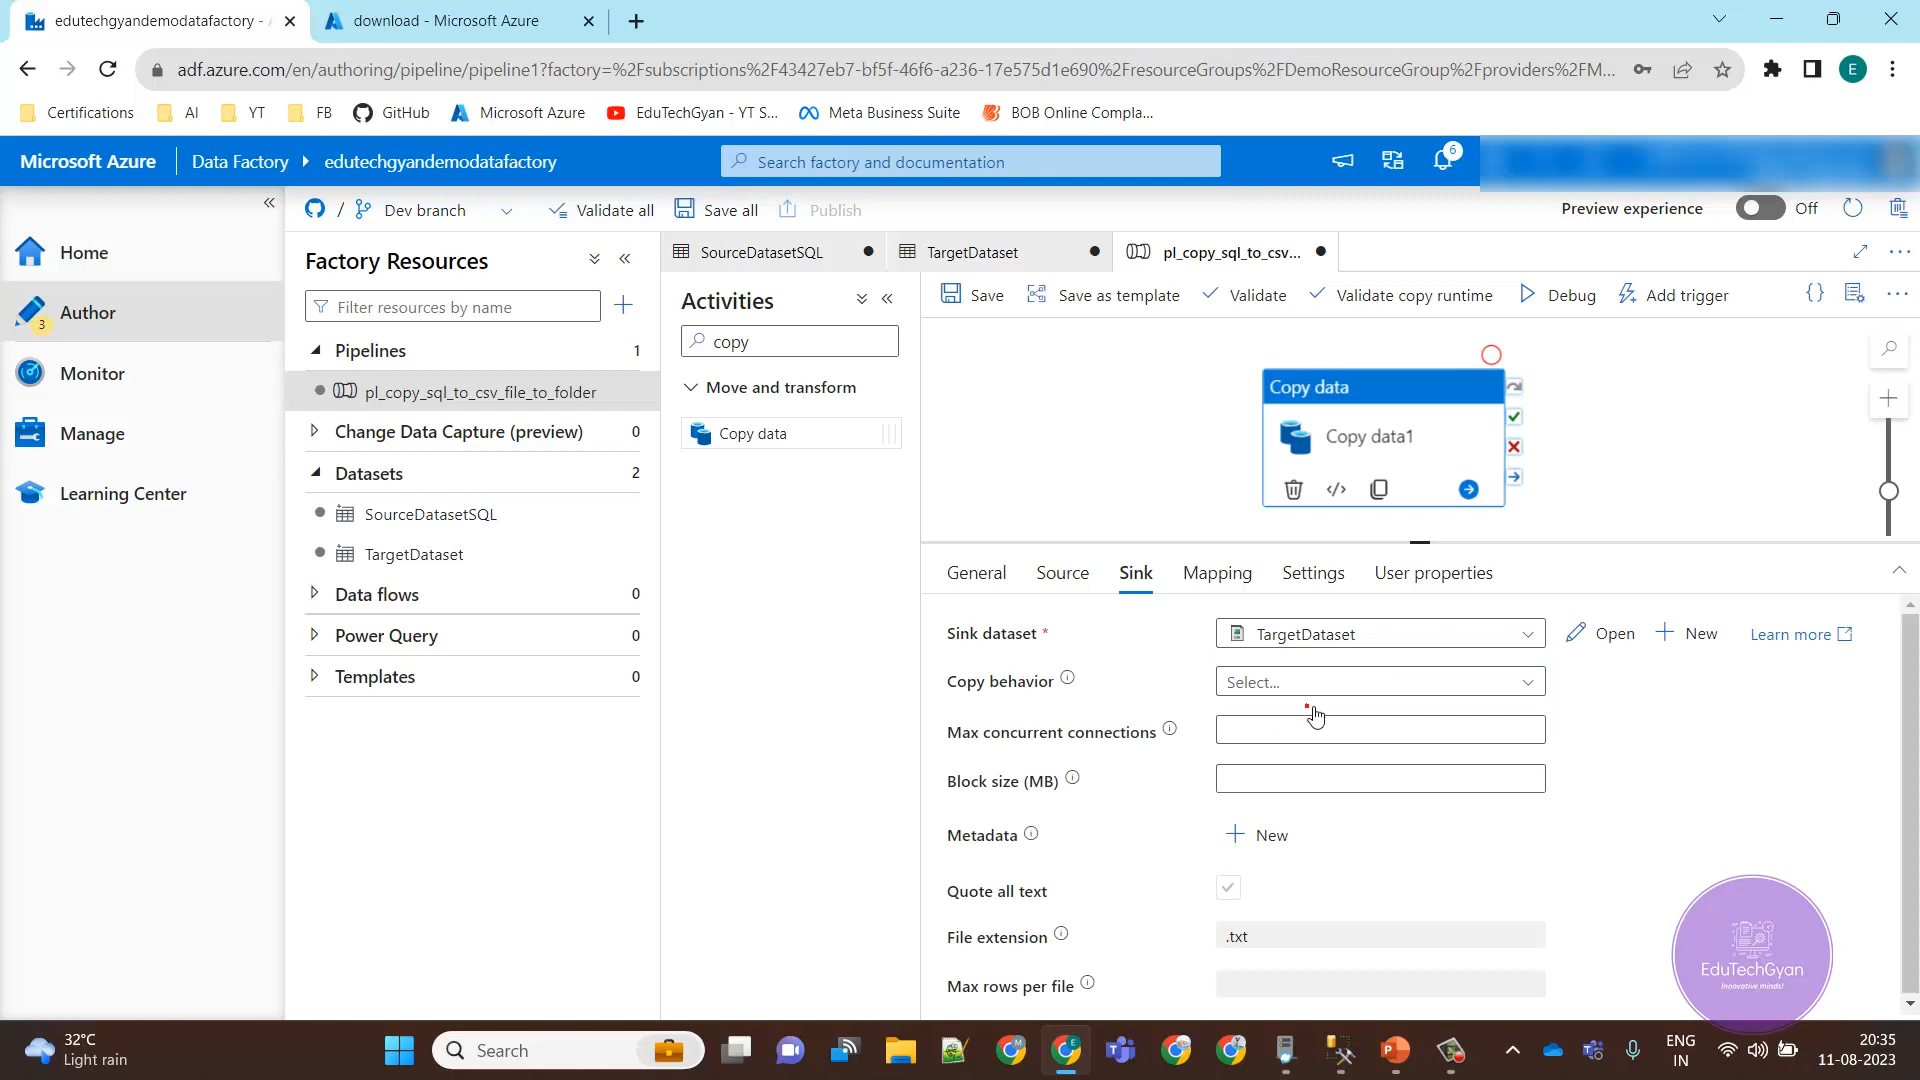 edutechgyandemodatafactory -
download - Microsoft Azure
adf.azure.com/en/authoring/pipeline/pipeline1?factory=%2Fsubscriptions%2F43427eb7-bf5f-46f6-a236-17e575d1e690%2FresourceGroups%2FDemoResourceGroup%2Fproviders%2FM...
E
Certifications
AI
YT
FB
GitHub
Microsoft Azure
EduTechGyan - YT S...
Meta Business Suite
BOB Online Compla...
Microsoft Azure
Data Factory
edutechgyandemodatafactory
Search factory and documentation
6
/
Dev branch
Validate all
Save all
Publish
Preview experience
Off
Home
Author
3
Monitor
Manage
Learning Center
Factory Resources
Filter resources by name
Pipelines
1
pl_copy_sql_to_csv_file_to_folder
Change Data Capture (preview)
0
Datasets
2
SourceDatasetSQL
TargetDataset
Data flows
0
Power Query
0
Templates
0
SourceDatasetSQL
TargetDataset
pl_copy_sql_to_csv...
Activities
copy
Move and transform
Copy data
Save
Save as template
Validate
Validate copy runtime
Debug
Add trigger
Copy data
Copy data1
General
Source
Sink
Mapping
Settings
User properties
Sink dataset *
TargetDataset
Open
New
Learn more
Copy behavior
Select...
Max concurrent connections
Block size (MB)
Metadata
New
Quote all text
File extension
.txt
Max rows per file
EduTechGyan
Innovative minds!
32°C
Light rain
Search
ENG
IN
20:35
11-08-2023